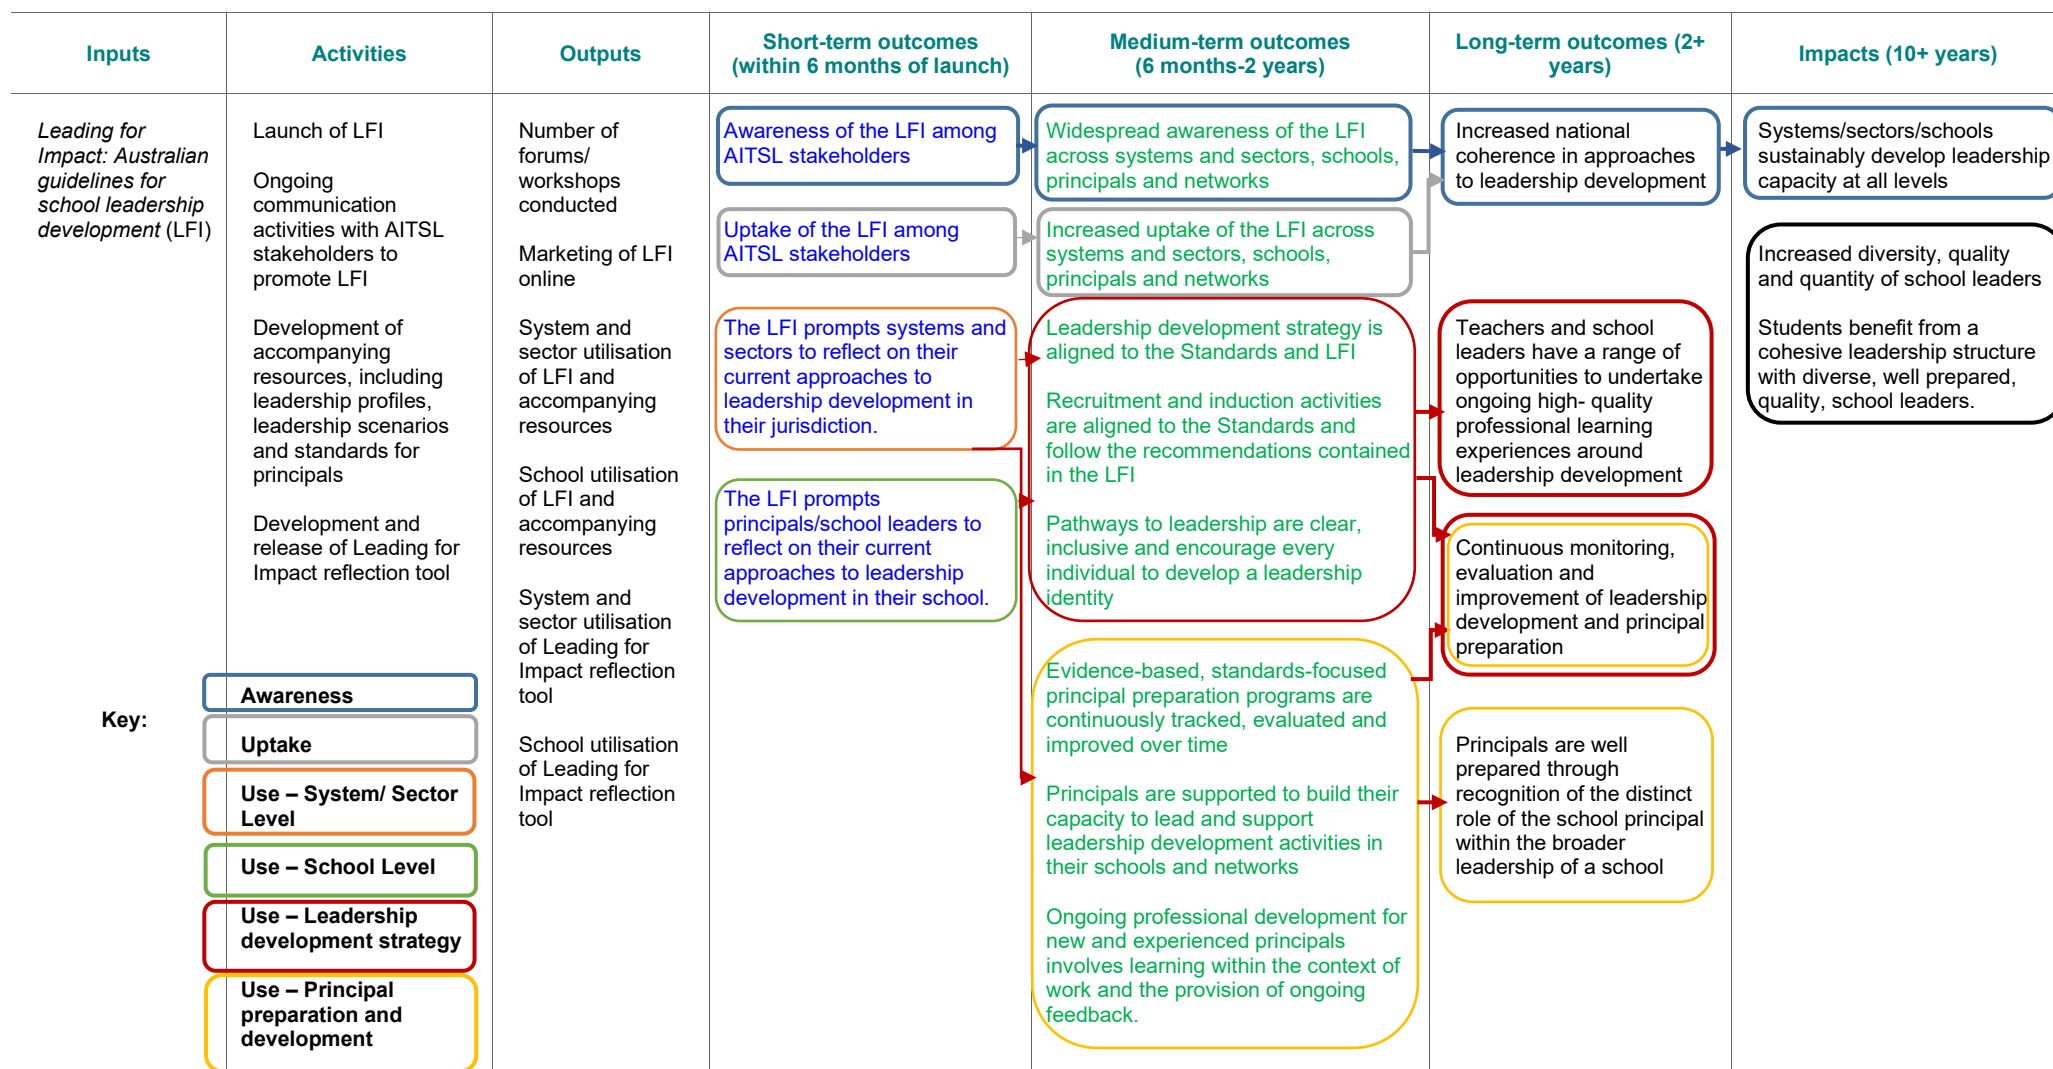 Inputs
Activities
Outputs
Short-term outcomes
(within 6 months of launch)
Medium-term outcomes
(6 months-2 years)
Long-term outcomes (2+
years)
Impacts (10+ years)
Leading for
Impact: Australian
guidelines for
school leadership
development (LFI)
Launch of LFI
Ongoing
communication
activities with AITSL
stakeholders to
promote LFI
Development of
accompanying
resources, including
leadership profiles,
leadership scenarios
and standards for
principals
Development and
release of Leading for
Impact reflection tool
Number of
forums/
workshops
conducted
Marketing of LFI
online
System and
sector utilisation
of LFI and
accompanying
resources
School utilisation
of LFI and
accompanying
resources
System and
sector utilisation
of Leading for
Impact reflection
tool
School utilisation
of Leading for
Impact reflection
tool
Awareness of the LFI among
AITSL stakeholders
Uptake of the LFI among
AITSL stakeholders
The LFI prompts systems and
sectors to reflect on their
current approaches to
leadership development in
their jurisdiction.
The LFI prompts
principals/school leaders to
reflect on their current
approaches to leadership
development in their school.
Widespread awareness of the LFI
across systems and sectors, schools,
principals and networks
Increased uptake of the LFI across
systems and sectors, schools,
principals and networks
Leadership development strategy is
aligned to the Standards and LFI
Recruitment and induction activities
are aligned to the Standards and
follow the recommendations contained
in the LFI
Pathways to leadership are clear,
inclusive and encourage every
individual to develop a leadership
identity
Evidence-based, standards-focused
principal preparation programs are
continuously tracked, evaluated and
improved over time
Principals are supported to build their
capacity to lead and support
leadership development activities in
their schools and networks
Ongoing professional development for
new and experienced principals
involves learning within the context of
work and the provision of ongoing
feedback.
Increased national
coherence in approaches
to leadership development
Teachers and school
leaders have a range of
opportunities to undertake
ongoing high- quality
professional learning
experiences around
leadership development
Continuous monitoring,
evaluation and
improvement of leadership
development and principal
preparation
Principals are well
prepared through
recognition of the distinct
role of the school principal
within the broader
leadership of a school
Systems/sectors/schools
sustainably develop leadership
capacity at all levels
Increased diversity, quality
and quantity of school leaders
Students benefit from a
cohesive leadership structure
with diverse, well prepared,
quality, school leaders.
Key:
Awareness
Uptake
Use – System/ Sector
Level
Use – School Level
Use – Leadership
development strategy
Use – Principal
preparation and
development